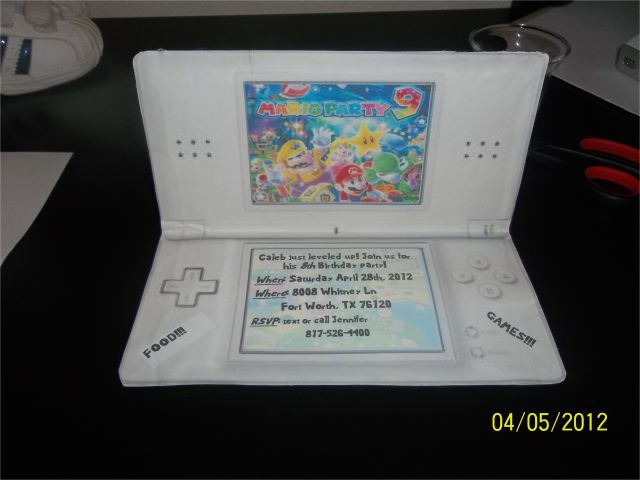 MARIO PARTY 9
Caleb just leveled up! Join us for
his 8th Birthday party!
When: Saturday April 28th, 2012
Where: 8008 Whitney Ln
Fort Worth, TX 76120
RSVP: text or call Jennifer
817-526-4400
FOOD!!!
GAMES!!!
04/05/2012